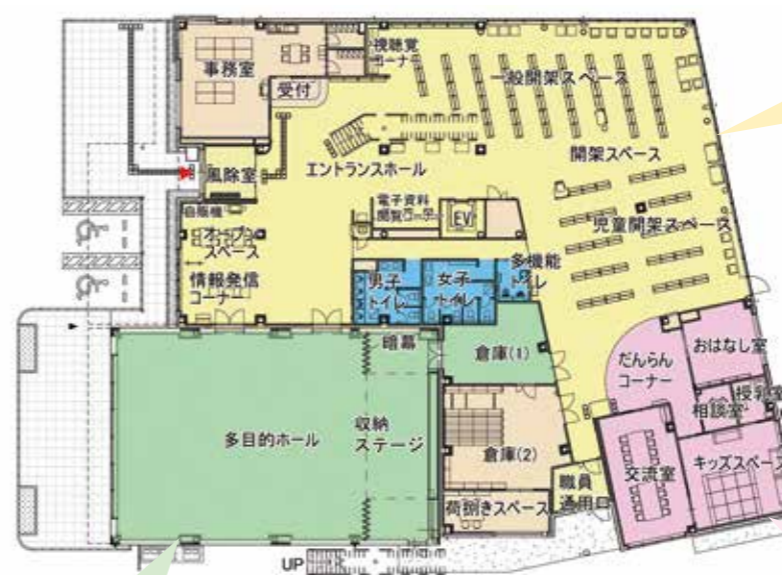 事務室
視聴覚
コーナー
受付
一般開架スペース
開架スペース
風除室
エントランスホール
児童開架スペース
電子資料
閲覧コーナー
EV
自販機
オープン
スペース
情報発信
コーナー
男子
トイレ
女子
トイレ
多機能
トイレ
暗幕
倉庫(1)
だんらん
コーナー
おはなし室
授乳室
相談室
多目的ホール
収納
ステージ
倉庫(2)
職員
通用口
交流室
キッズスペース
荷捌きスペース
UP